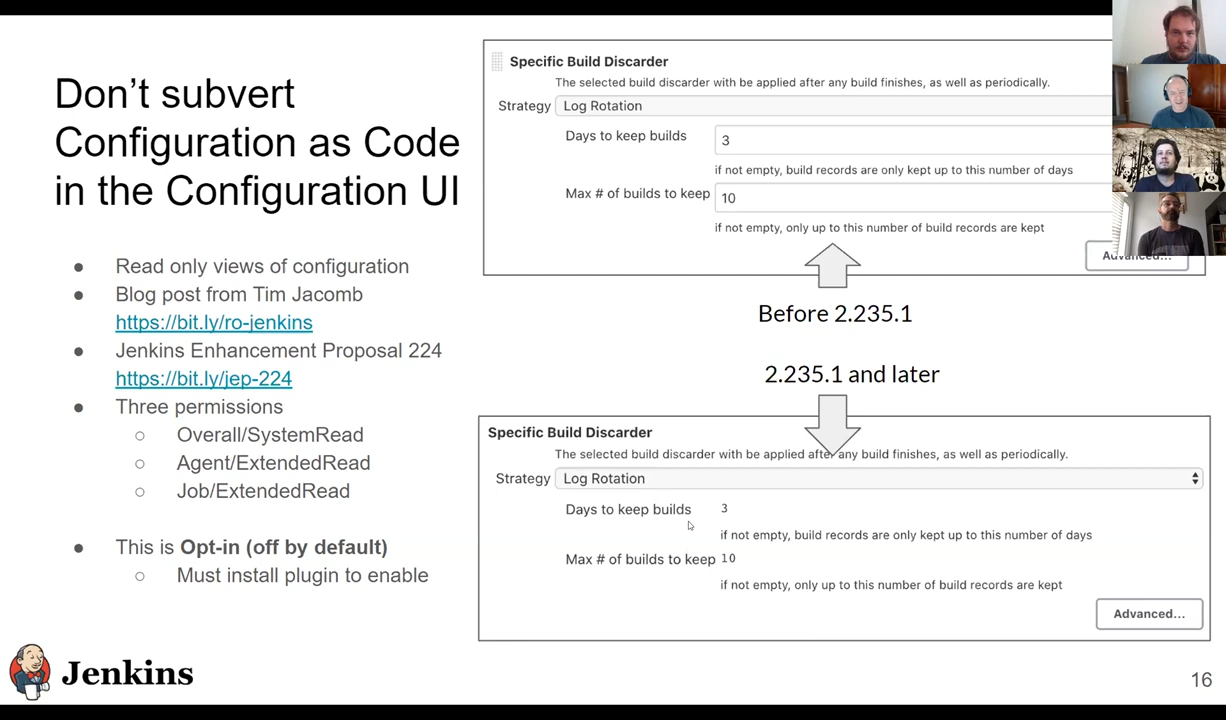 Don't subvert
Configuration as Code
in the Configuration UI
● Read only views of configuration
● Blog post from Tim Jacomb
https://bit.ly/ro-jenkins
● Jenkins Enhancement Proposal 224
https://bit.ly/jep-224
● Three permissions
○ Overall/SystemRead
○ Agent/ExtendedRead
○ Job/ExtendedRead
● This is Opt-in (off by default)
○ Must install plugin to enable
Specific Build Discarder
The selected build discarder with be applied after any build finishes, as well as periodically.
Strategy Log Rotation
Days to keep builds 3
if not empty, build records are only kept up to this number of days
Max # of builds to keep 10
if not empty, only up to this number of build records are kept
Advanced...
Before 2.235.1
2.235.1 and later
Specific Build Discarder
The selected build discarder with be applied after any build finishes, as well as periodically.
Strategy Log Rotation
Days to keep builds 3
if not empty, build records are only kept up to this number of days
Max # of builds to keep 10
if not empty, only up to this number of build records are kept
Advanced...
Jenkins
16